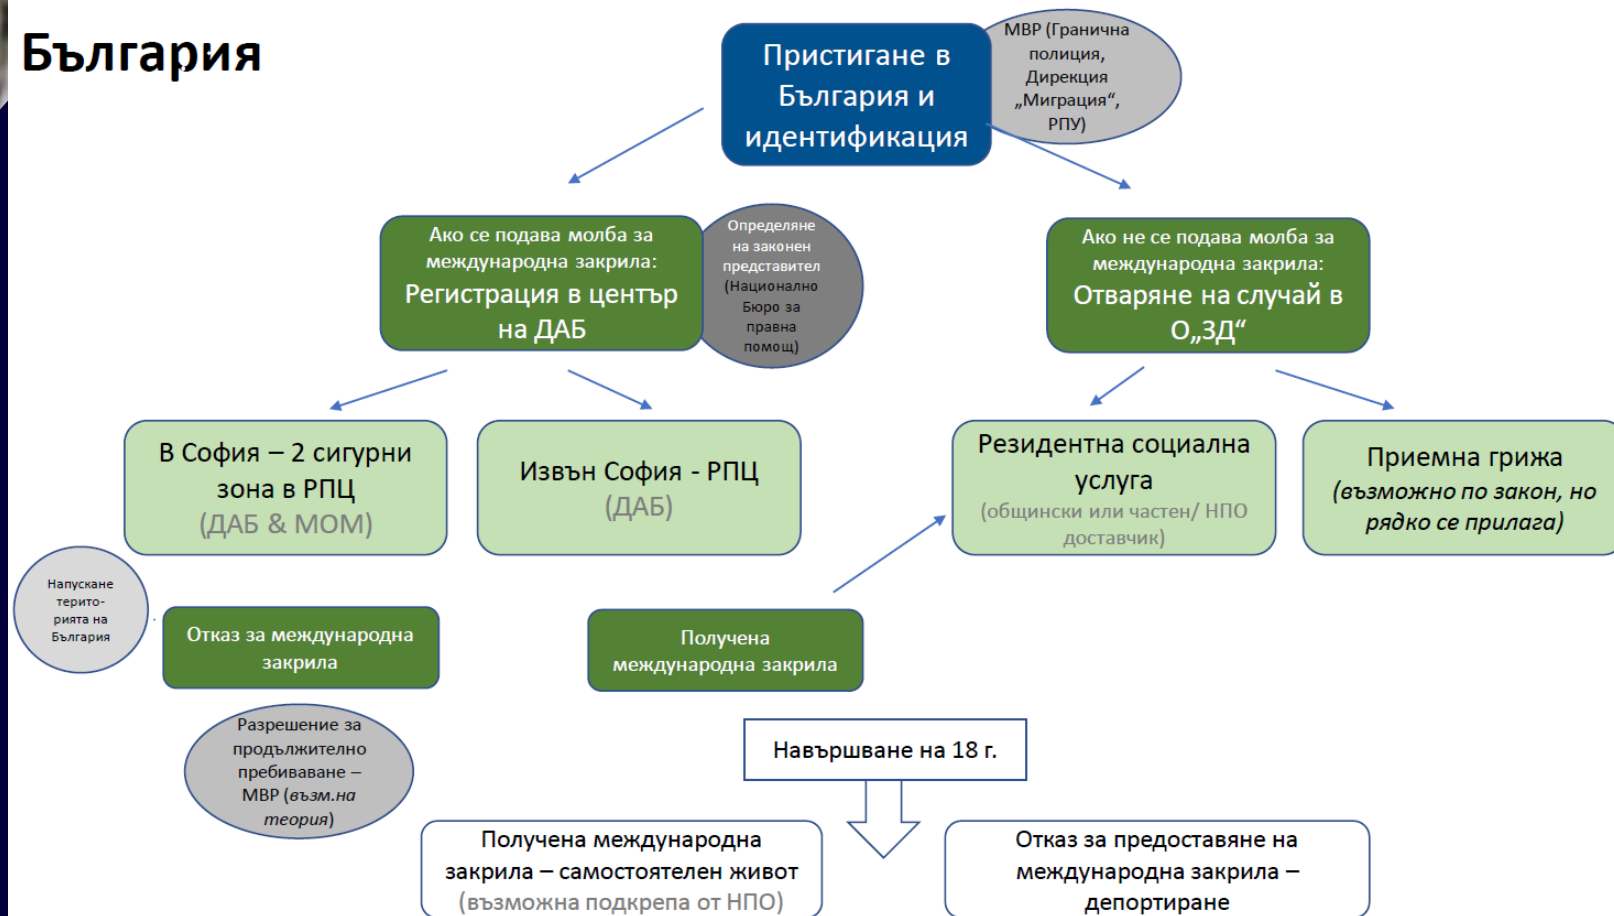 България
Пристигане в
България и
идентификация
МВР (Гранична
полиция,
Дирекция
„Миграция“,
РПУ)
Ако се подава молба за
международна закрила:
Регистрация в център
на ДАБ
Определяне
на законен
представител
(Национално
Бюро за
правна
помощ)
Ако не се подава молба за
международна закрила:
Отваряне на случай в
О„ЗД“
В София – 2 сигурни
зона в РПЦ
(ДАБ & МОМ)
Извън София - РПЦ
(ДАБ)
Резидентна социална
услуга
(общински или частен/ НПО
доставчик)
Приемна грижа
(възможно по закон, но
рядко се прилага)
Напускане
терито-
рията на
България
Отказ за международна
закрила
Получена
международна закрила
Разрешение за
продължително
пребиваване –
МВР (възм.на
теория)
Навършване на 18 г.
Получена международна
закрила – самостоятелен живот
(възможна подкрепа от НПО)
Отказ за предоставяне на
международна закрила –
депортиране